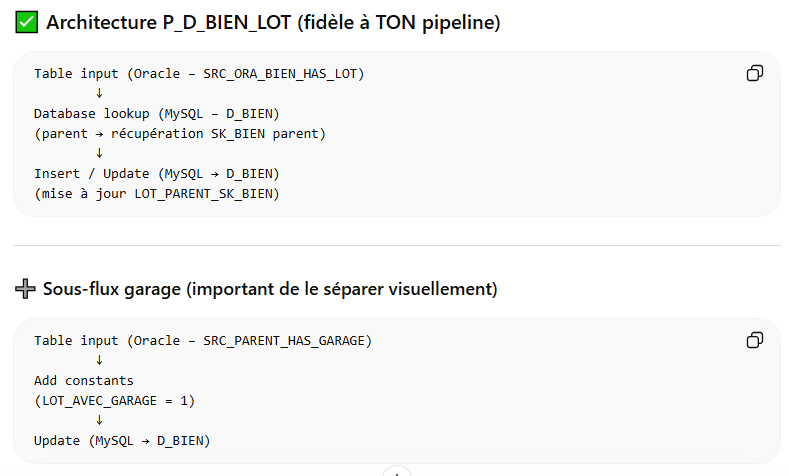 ✅ Architecture P_D_BIEN_LOT (fidèle à TON pipeline)
Table input (Oracle – SRC_ORA_BIEN_HAS_LOT)
↓
Database lookup (MySQL – D_BIEN)
(parent → récupération SK_BIEN parent)
↓
Insert / Update (MySQL → D_BIEN)
(mise à jour LOT_PARENT_SK_BIEN)
➕ Sous-flux garage (important de le séparer visuellement)
Table input (Oracle – SRC_PARENT_HAS_GARAGE)
↓
Add constants
(LOT_AVEC_GARAGE = 1)
↓
Update (MySQL → D_BIEN)